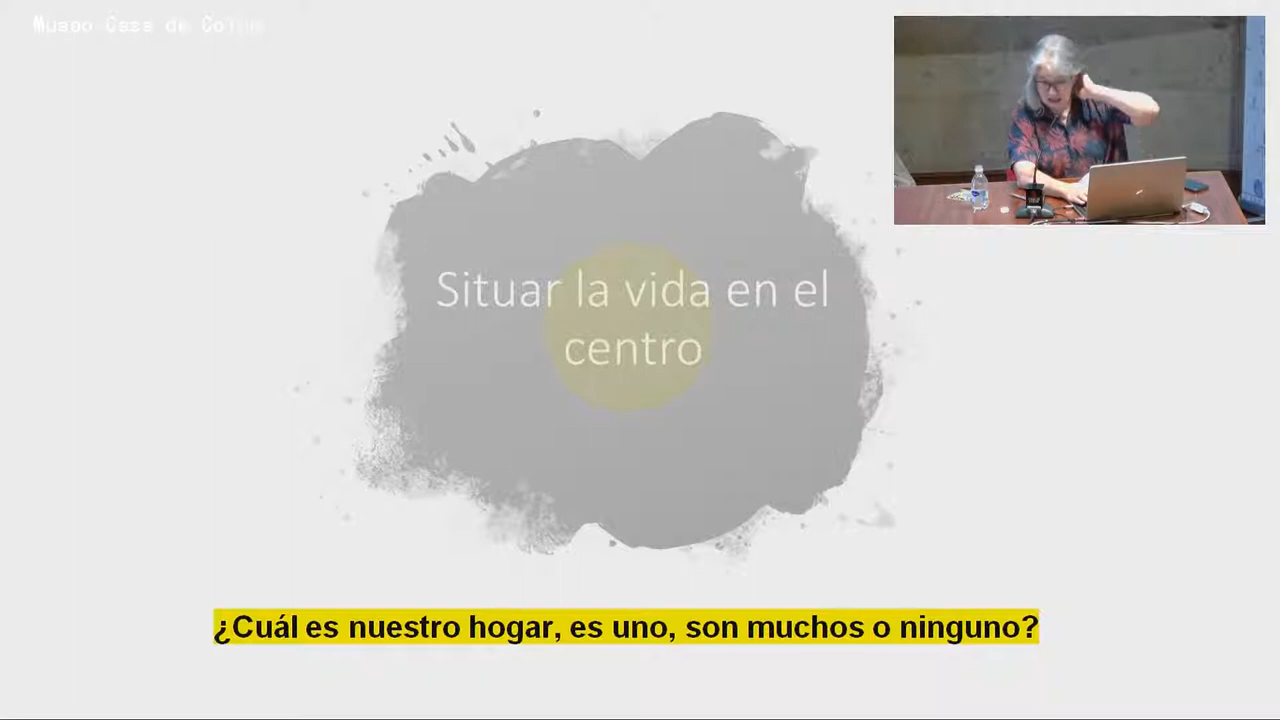 Museo Casa de Colón
Situar la vida en el
centro
¿Cuál es nuestro hogar, es uno, son muchos o ninguno?